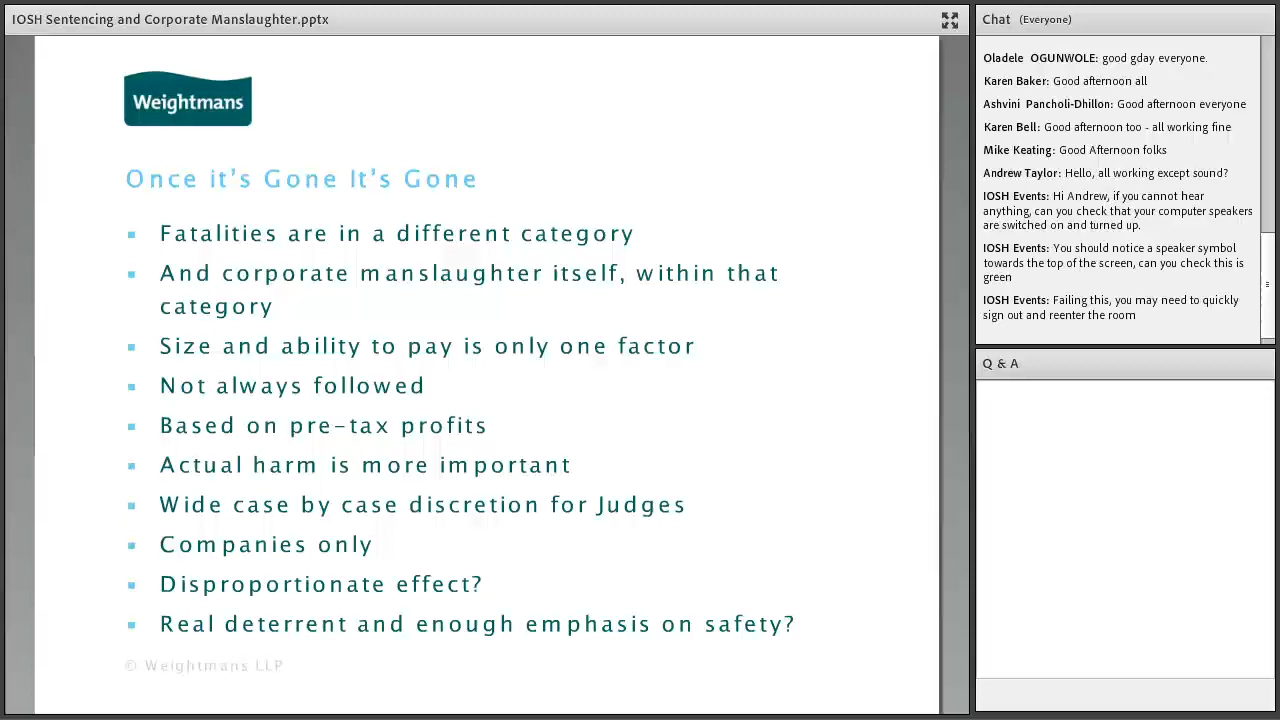 IOSH Sentencing and Corporate Manslaughter.pptx
Weightmans
Once it's Gone It's Gone
Fatalities are in a different category
And corporate manslaughter itself, within that
category
Size and ability to pay is only one factor
Not always followed
Based on pre-tax profits
Actual harm is more important
Wide case by case discretion for Judges
Companies only
Disproportionate effect?
Real deterrent and enough emphasis on safety?
© Weightmans LLP
Chat (Everyone)
Oladele OGUNWOLE: good gday everyone.
Karen Baker: Good afternoon all
Ashvini Pancholi-Dhillon: Good afternoon everyone
Karen Bell: Good afternoon too - all working fine
Mike Keating: Good Afternoon folks
Andrew Taylor: Hello, all working except sound?
IOSH Events: Hi Andrew, if you cannot hear
anything, can you check that your computer speakers
are switched on and turned up.
IOSH Events: You should notice a speaker symbol
towards the top of the screen, can you check this is
green
IOSH Events: Failing this, you may need to quickly
sign out and reenter the room
Q & A